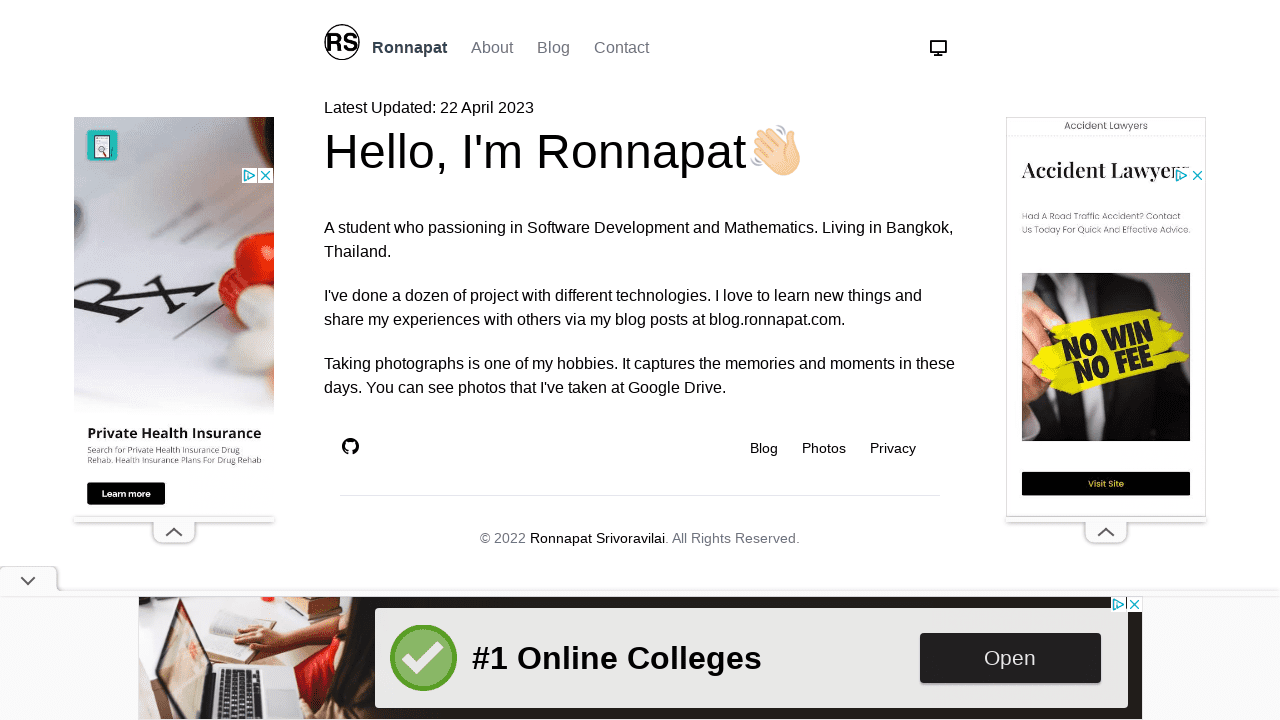 RS Ronnapat About Blog Contact
Latest Updated: 22 April 2023
Hello, I'm Ronnapat
A student who passioning in Software Development and Mathematics. Living in Bangkok,
Thailand.
I've done a dozen of project with different technologies. I love to learn new things and
share my experiences with others via my blog posts at blog.ronnapat.com.
Taking photographs is one of my hobbies. It captures the memories and moments in these
days. You can see photos that I've taken at Google Drive.
Blog Photos Privacy
© 2022 Ronnapat Srivoravilai. All Rights Reserved.
RX
Private Health Insurance
Search for Private Health Insurance Drug
Rehab. Health Insurance Plans For Drug Rehab
Learn more
Accident Lawyers
Accident Lawyers
Had A Road Traffic Accident? Contact
Us Today For Quick And Effective Advice.
NO WIN
NO FEE
Visit Site
#1 Online Colleges
Open